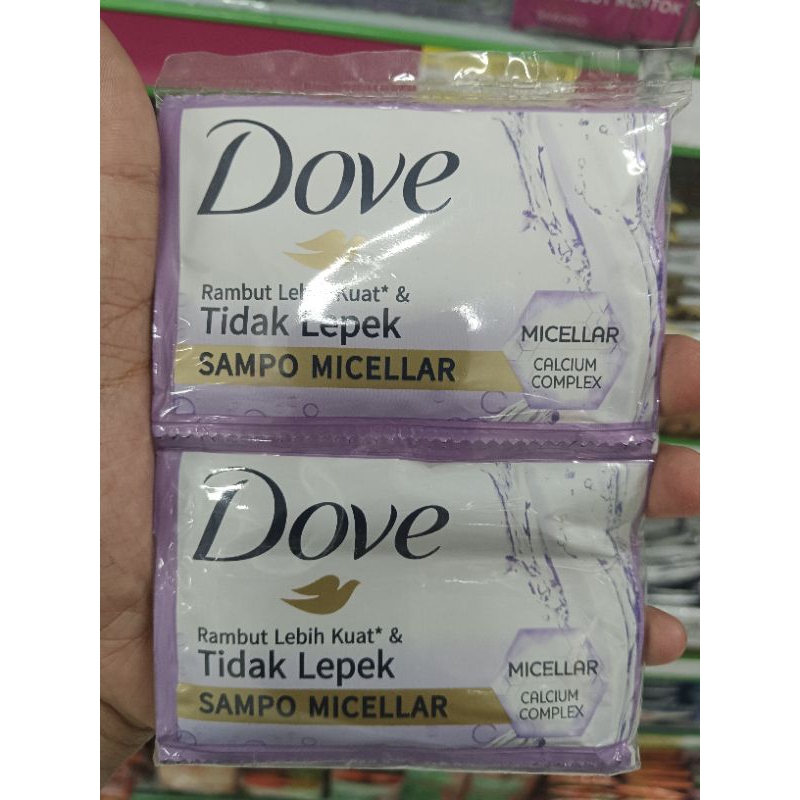 Dove
Rambut Lebih Kuat* &
Tidak Lepek
SAMPO MICELLAR
MICELLAR
CALCIUM
COMPLEX
Dove
Rambut Lebih Kuat* &
Tidak Lepek
SAMPO MICELLAR
MICELLAR
CALCIUM
COMPLEX